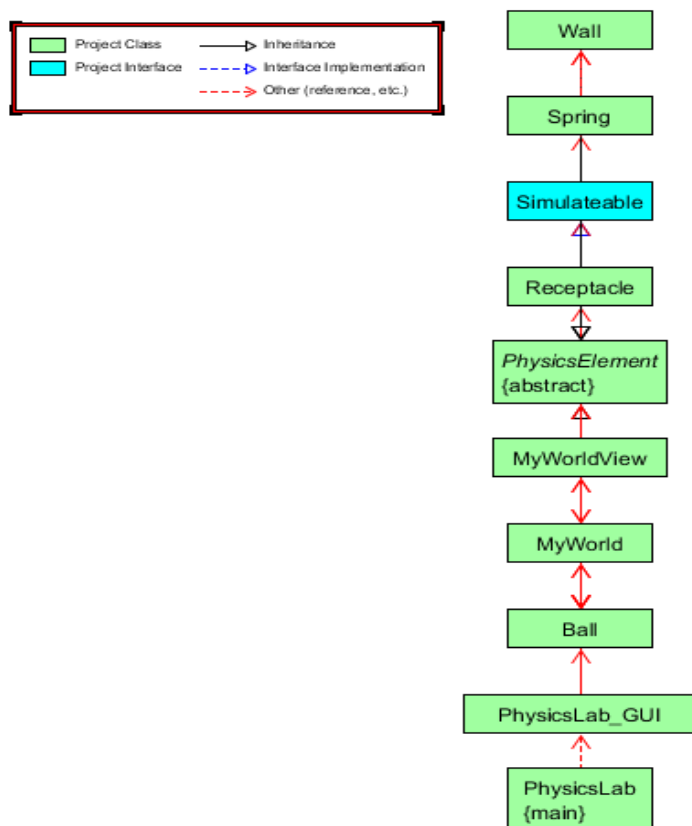 Project Class
Inheritance
Project Interface
Interface Implementation
Other (reference, etc.)
Wall
Spring
Simulateable
Receptacle
PhysicsElement
{abstract}
MyWorldView
MyWorld
Ball
PhysicsLab_GUI
PhysicsLab
{main}